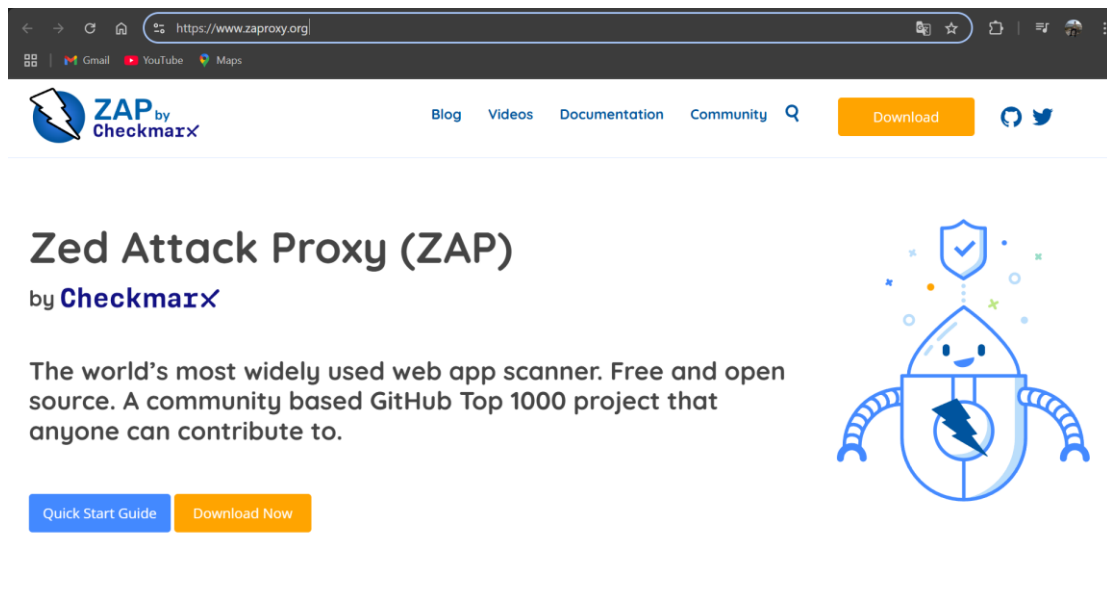 https://www.zaproxy.org
Gmail YouTube Maps
ZAP by
Checkmarx
Blog Videos Documentation Community Download
Zed Attack Proxy (ZAP)
by Checkmarx
The world's most widely used web app scanner. Free and open
source. A community based GitHub Top 1000 project that
anyone can contribute to.
Quick Start Guide Download Now